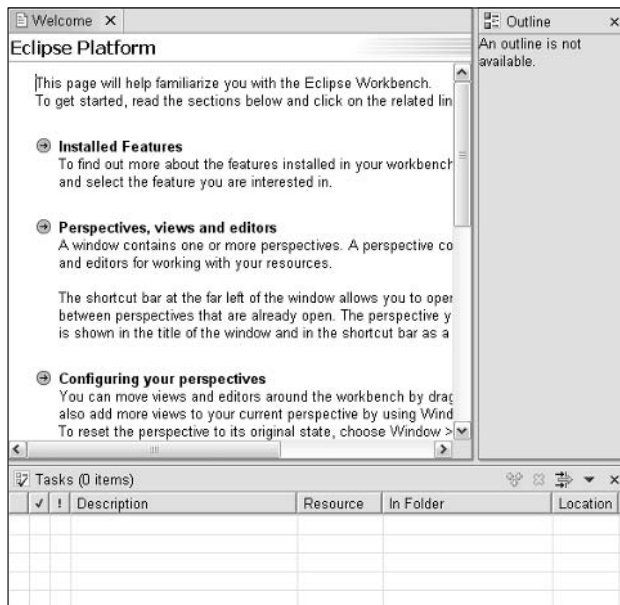 Welcome
Outline
Eclipse Platform
An outline is not
available.
This page will help familiarize you with the Eclipse Workbench.
To get started, read the sections below and click on the related lin
Installed Features
To find out more about the features installed in your workbench
and select the feature you are interested in.
Perspectives, views and editors
A window contains one or more perspectives. A perspective co
and editors for working with your resources.
The shortcut bar at the far left of the window allows you to oper
between perspectives that are already open. The perspective y
is shown in the title of the window and in the shortcut bar as a
Configuring your perspectives
You can move views and editors around the workbench by drag
also add more views to your current perspective by using Wind
To reset the perspective to its original state, choose Window >
Tasks (0 items)
! Description Resource In Folder Location